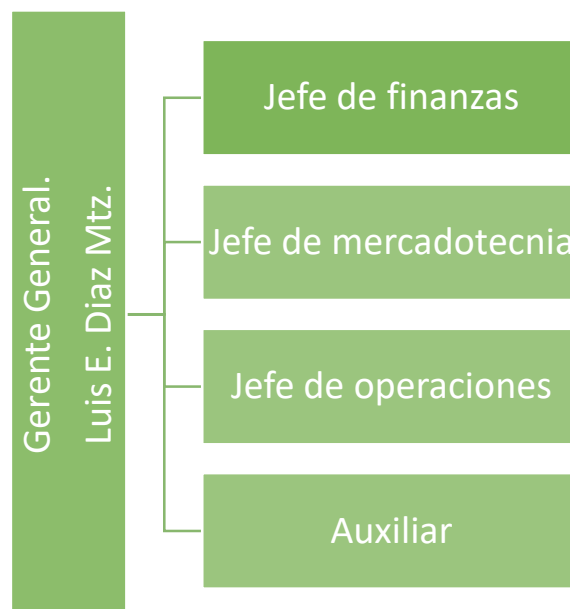 Gerente General.
Luis E. Diaz Mtz.
Jefe de finanzas
Jefe de mercadotecnia
Jefe de operaciones
Auxiliar